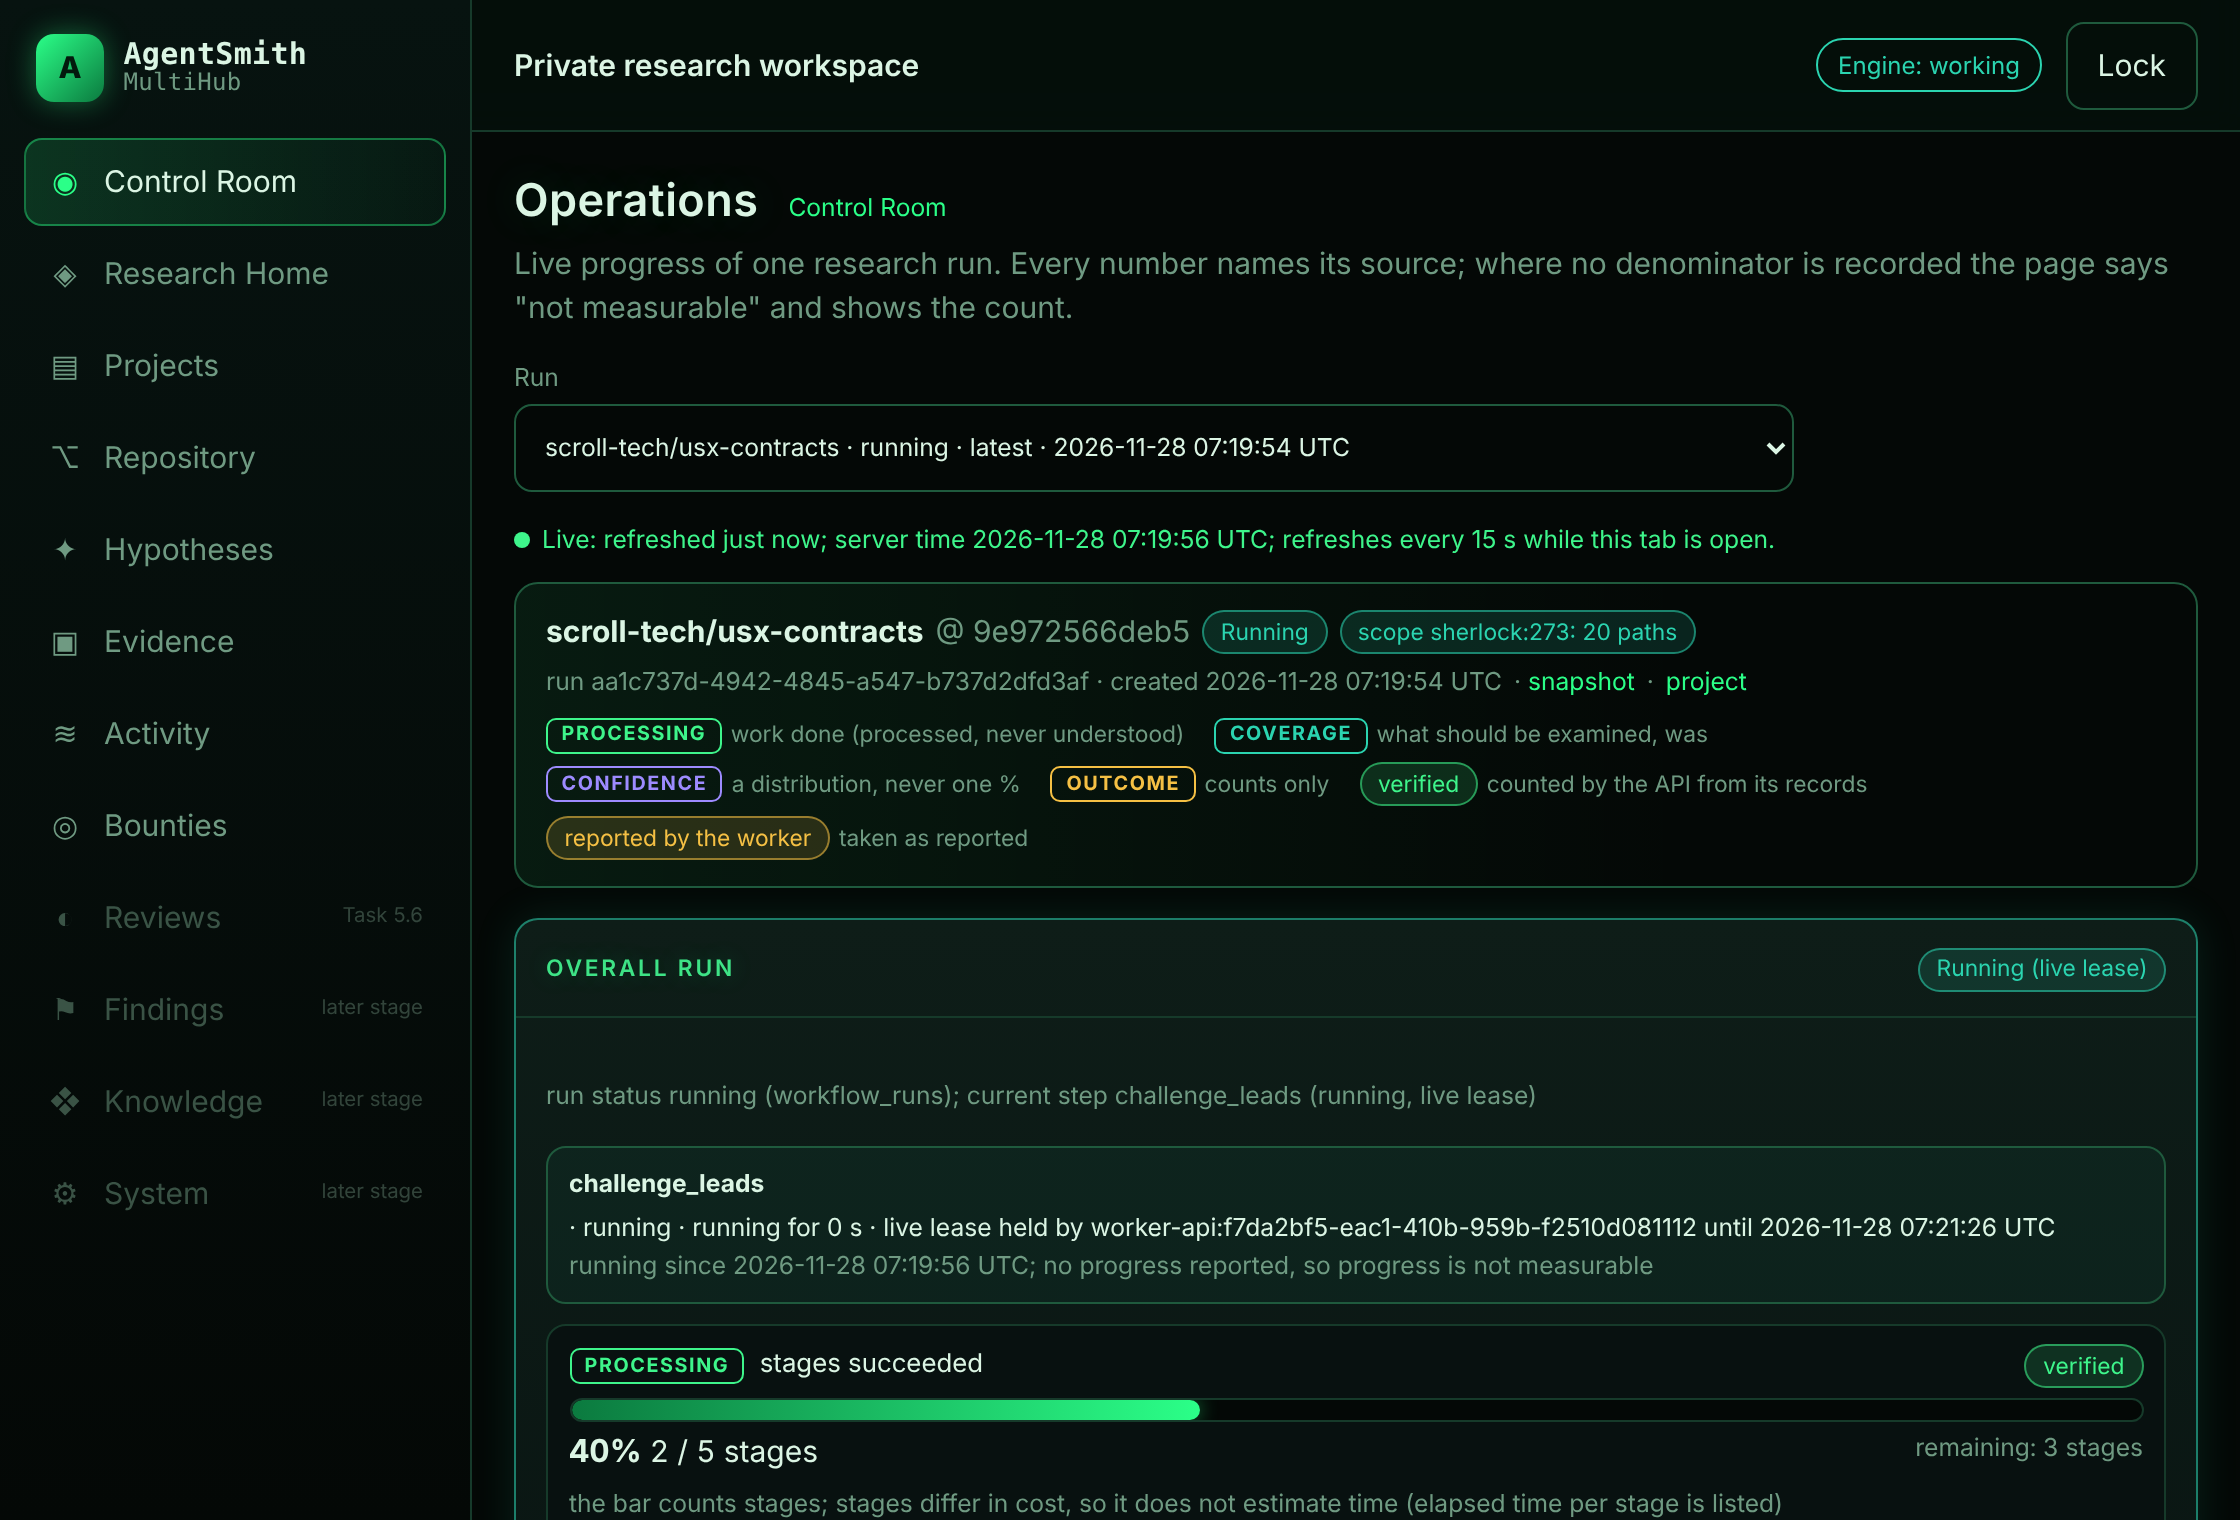 A
AgentSmith
MultiHub
Control Room
Research Home
Projects
Repository
Hypotheses
Evidence
Activity
Bounties
Reviews Task 5.6
Findings later stage
Knowledge later stage
System later stage
Private research workspace
Engine: working
Lock
Operations Control Room
Live progress of one research run. Every number names its source; where no denominator is recorded the page says
"not measurable" and shows the count.
Run
scroll-tech/usx-contracts · running · latest · 2026-11-28 07:19:54 UTC
Live: refreshed just now; server time 2026-11-28 07:19:56 UTC; refreshes every 15 s while this tab is open.
scroll-tech/usx-contracts @ 9e972566deb5 Running scope sherlock:273: 20 paths
run aa1c737d-4942-4845-a547-b737d2dfd3af · created 2026-11-28 07:19:54 UTC · snapshot · project
PROCESSING work done (processed, never understood) COVERAGE what should be examined, was
CONFIDENCE a distribution, never one % OUTCOME counts only verified counted by the API from its records
reported by the worker taken as reported
OVERALL RUN Running (live lease)
run status running (workflow_runs); current step challenge_leads (running, live lease)
challenge_leads
· running · running for 0 s · live lease held by worker-api:f7da2bf5-eac1-410b-959b-f2510d081112 until 2026-11-28 07:21:26 UTC
running since 2026-11-28 07:19:56 UTC; no progress reported, so progress is not measurable
PROCESSING stages succeeded verified
40% 2 / 5 stages remaining: 3 stages
the bar counts stages; stages differ in cost, so it does not estimate time (elapsed time per stage is listed)